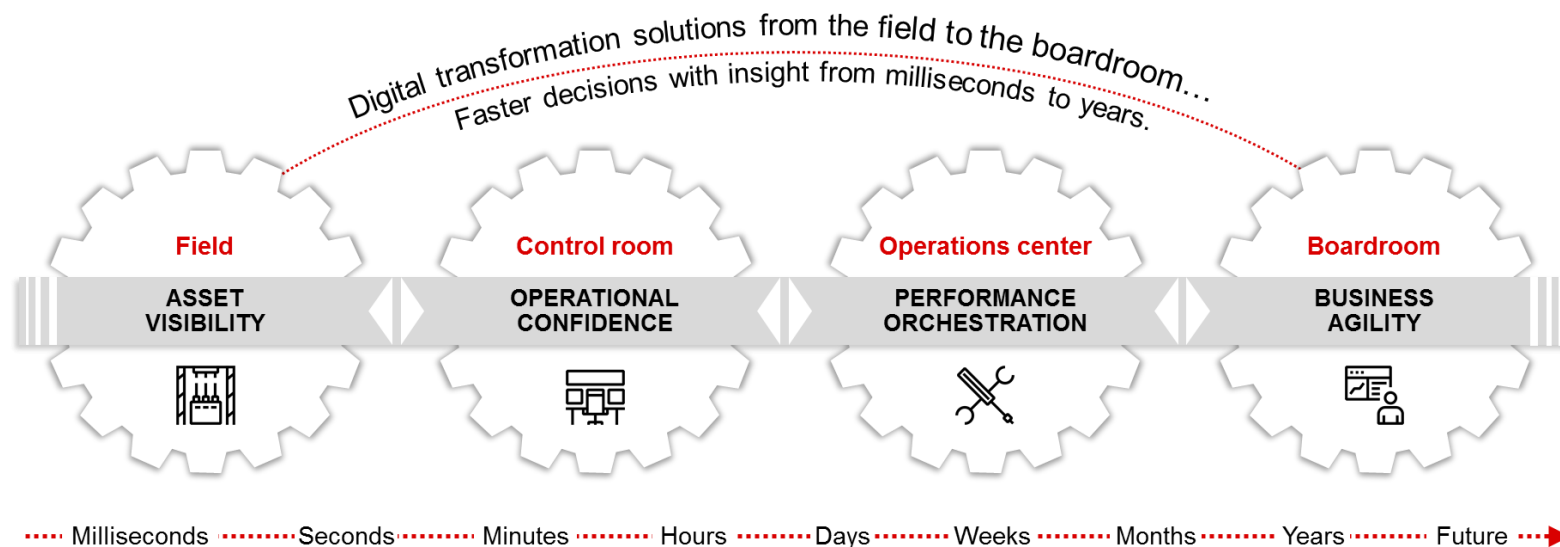 Digital transformation solutions from the field to the boardroom…
Faster decisions with insight from milliseconds to years.
Field
ASSET
VISIBILITY
Control room
OPERATIONAL
CONFIDENCE
Operations center
PERFORMANCE
ORCHESTRATION
Boardroom
BUSINESS
AGILITY
Milliseconds Seconds Minutes Hours Days Weeks Months Years Future